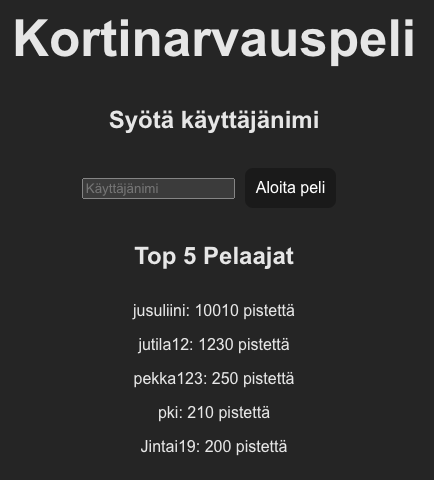 Kortinarvauspeli
Syötä käyttäjänimi
Käyttäjänimi Aloita peli
Top 5 Pelaajat
jusuliini: 10010 pistettä
jutila12: 1230 pistettä
pekka123: 250 pistettä
pki: 210 pistettä
Jintai19: 200 pistettä